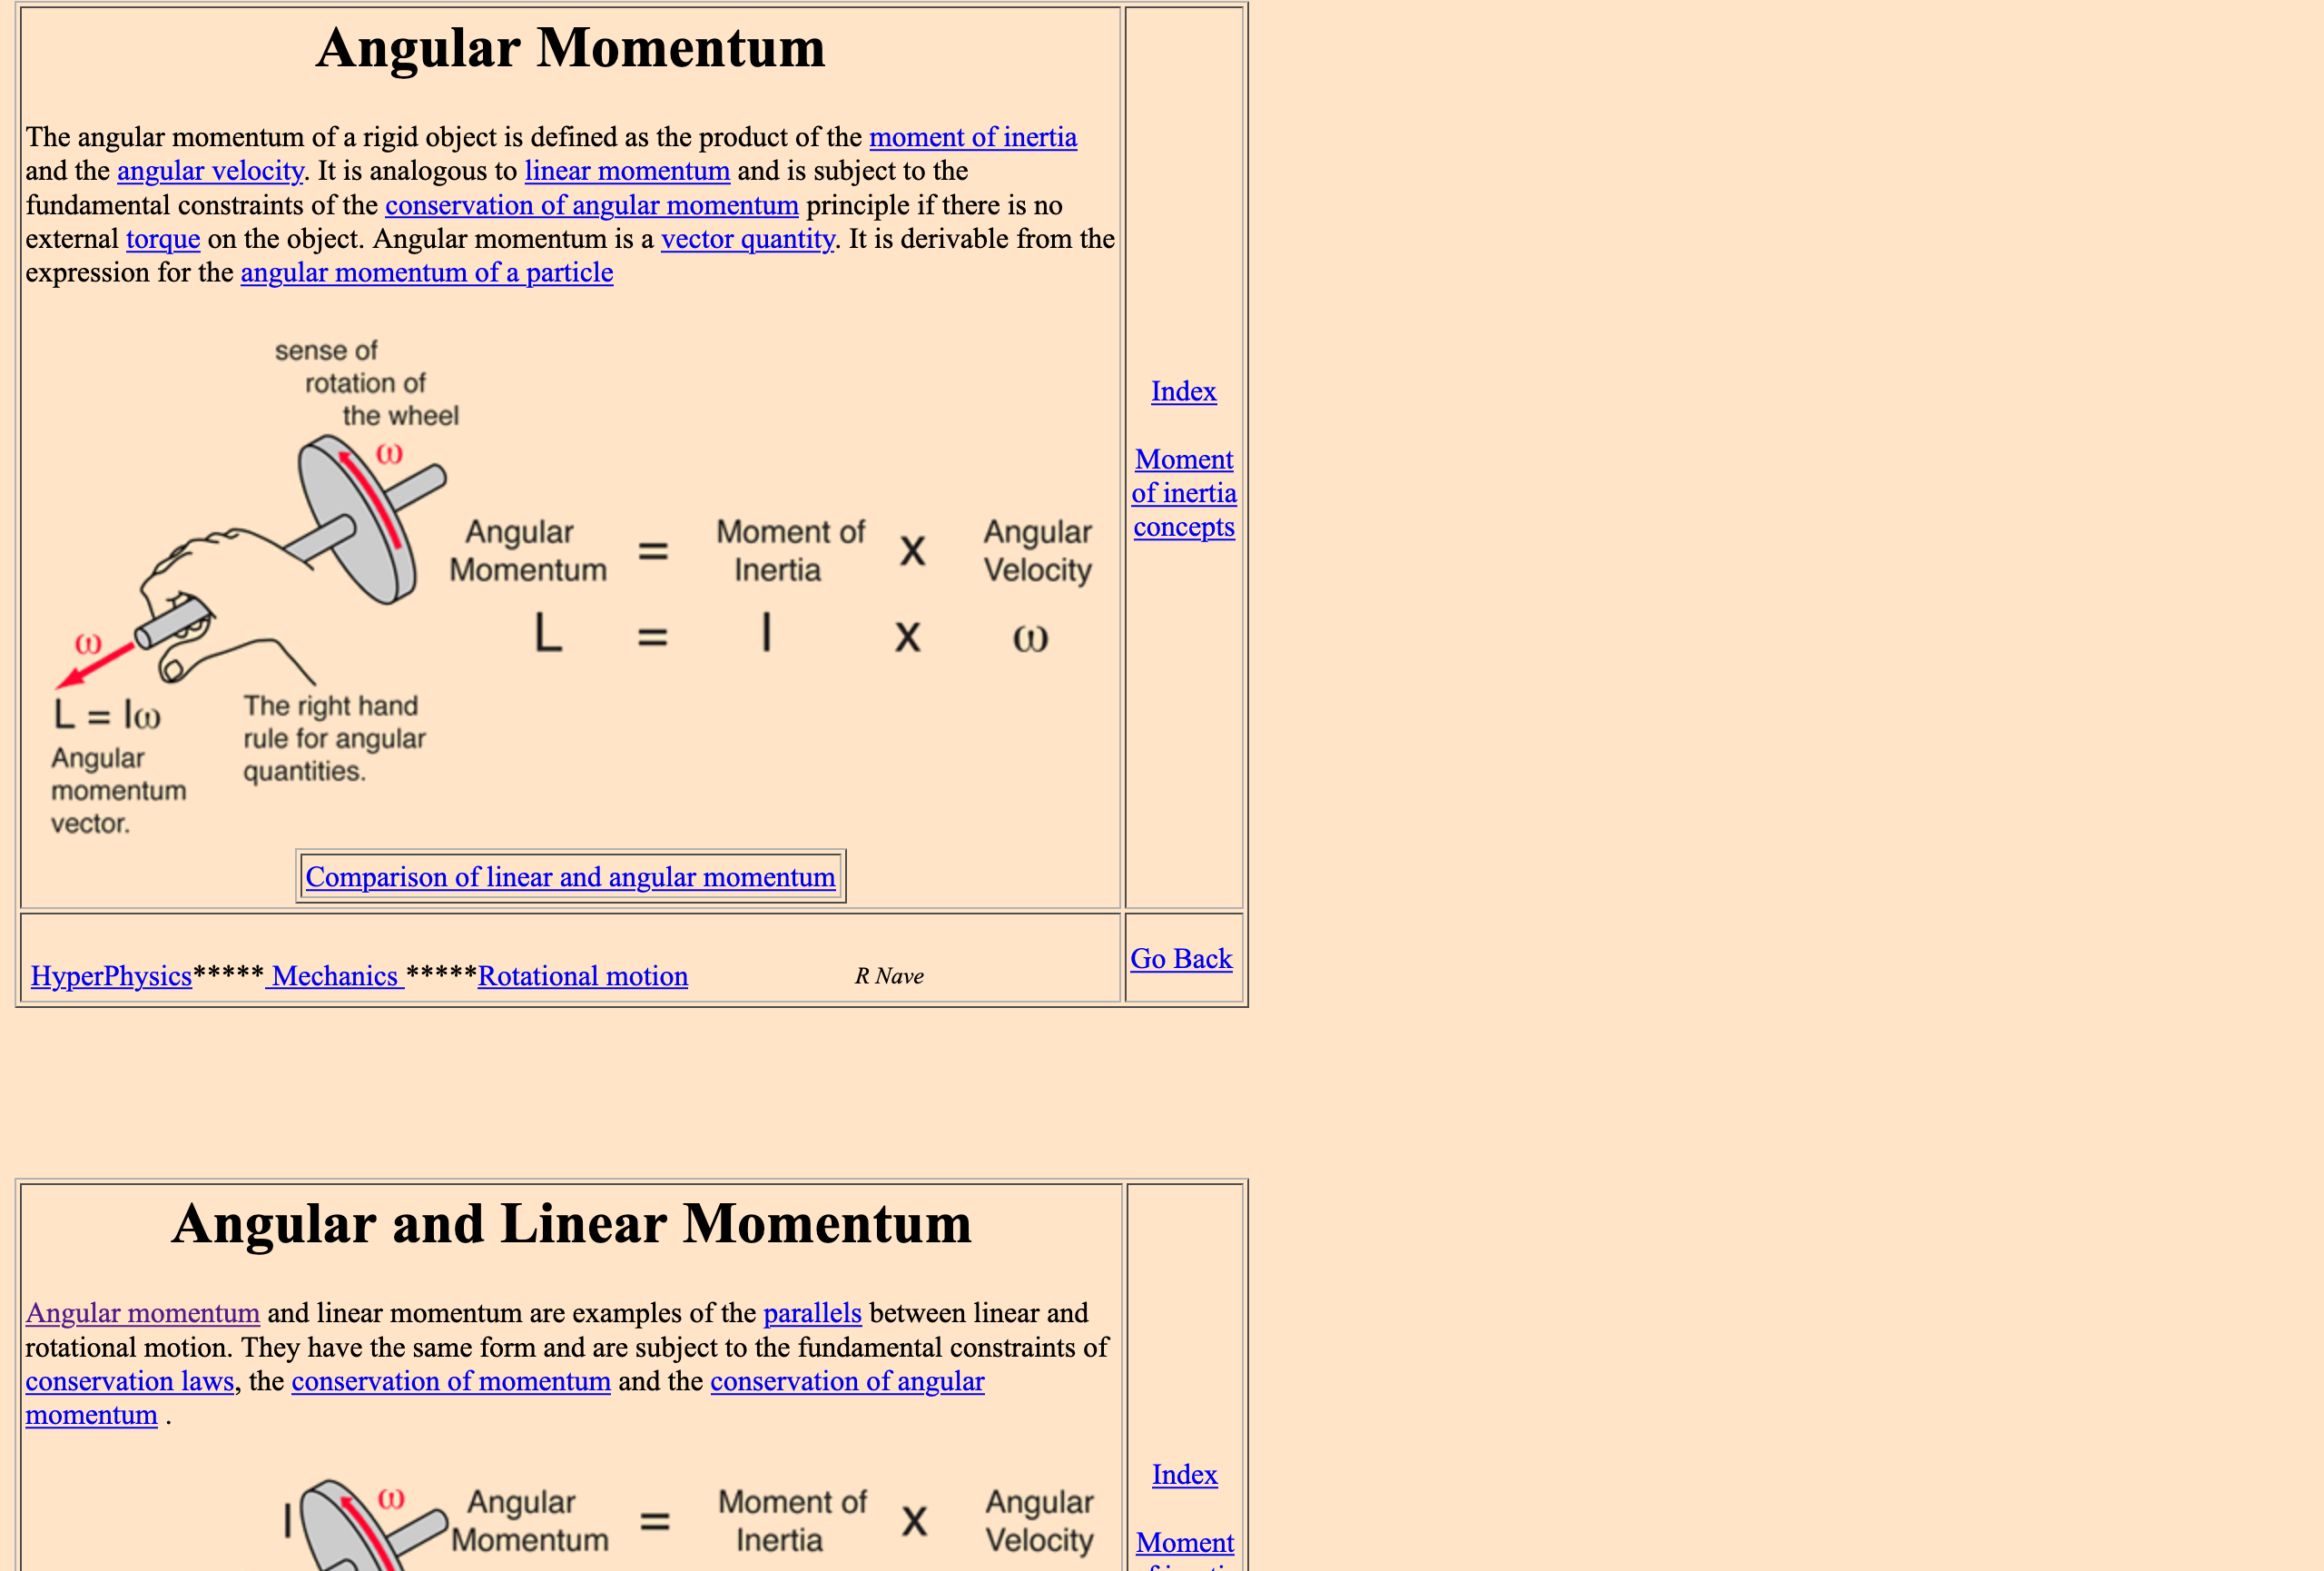 Angular Momentum
The angular momentum of a rigid object is defined as the product of the moment of inertia
and the angular velocity. It is analogous to linear momentum and is subject to the
fundamental constraints of the conservation of angular momentum principle if there is no
external torque on the object. Angular momentum is a vector quantity. It is derivable from the
expression for the angular momentum of a particle
sense of
rotation of
the wheel
ω
Angular Momentum = Moment of Inertia x Angular Velocity
L = I x ω
ω
L = Iω
Angular
momentum
vector.
The right hand
rule for angular
quantities.
Comparison of linear and angular momentum
Index
Moment
of inertia
concepts
HyperPhysics***** Mechanics *****Rotational motion R Nave
Go Back
Angular and Linear Momentum
Angular momentum and linear momentum are examples of the parallels between linear and
rotational motion. They have the same form and are subject to the fundamental constraints of
conservation laws, the conservation of momentum and the conservation of angular
momentum .
I
ω
Angular Momentum = Moment of Inertia x Angular Velocity
Index
Moment